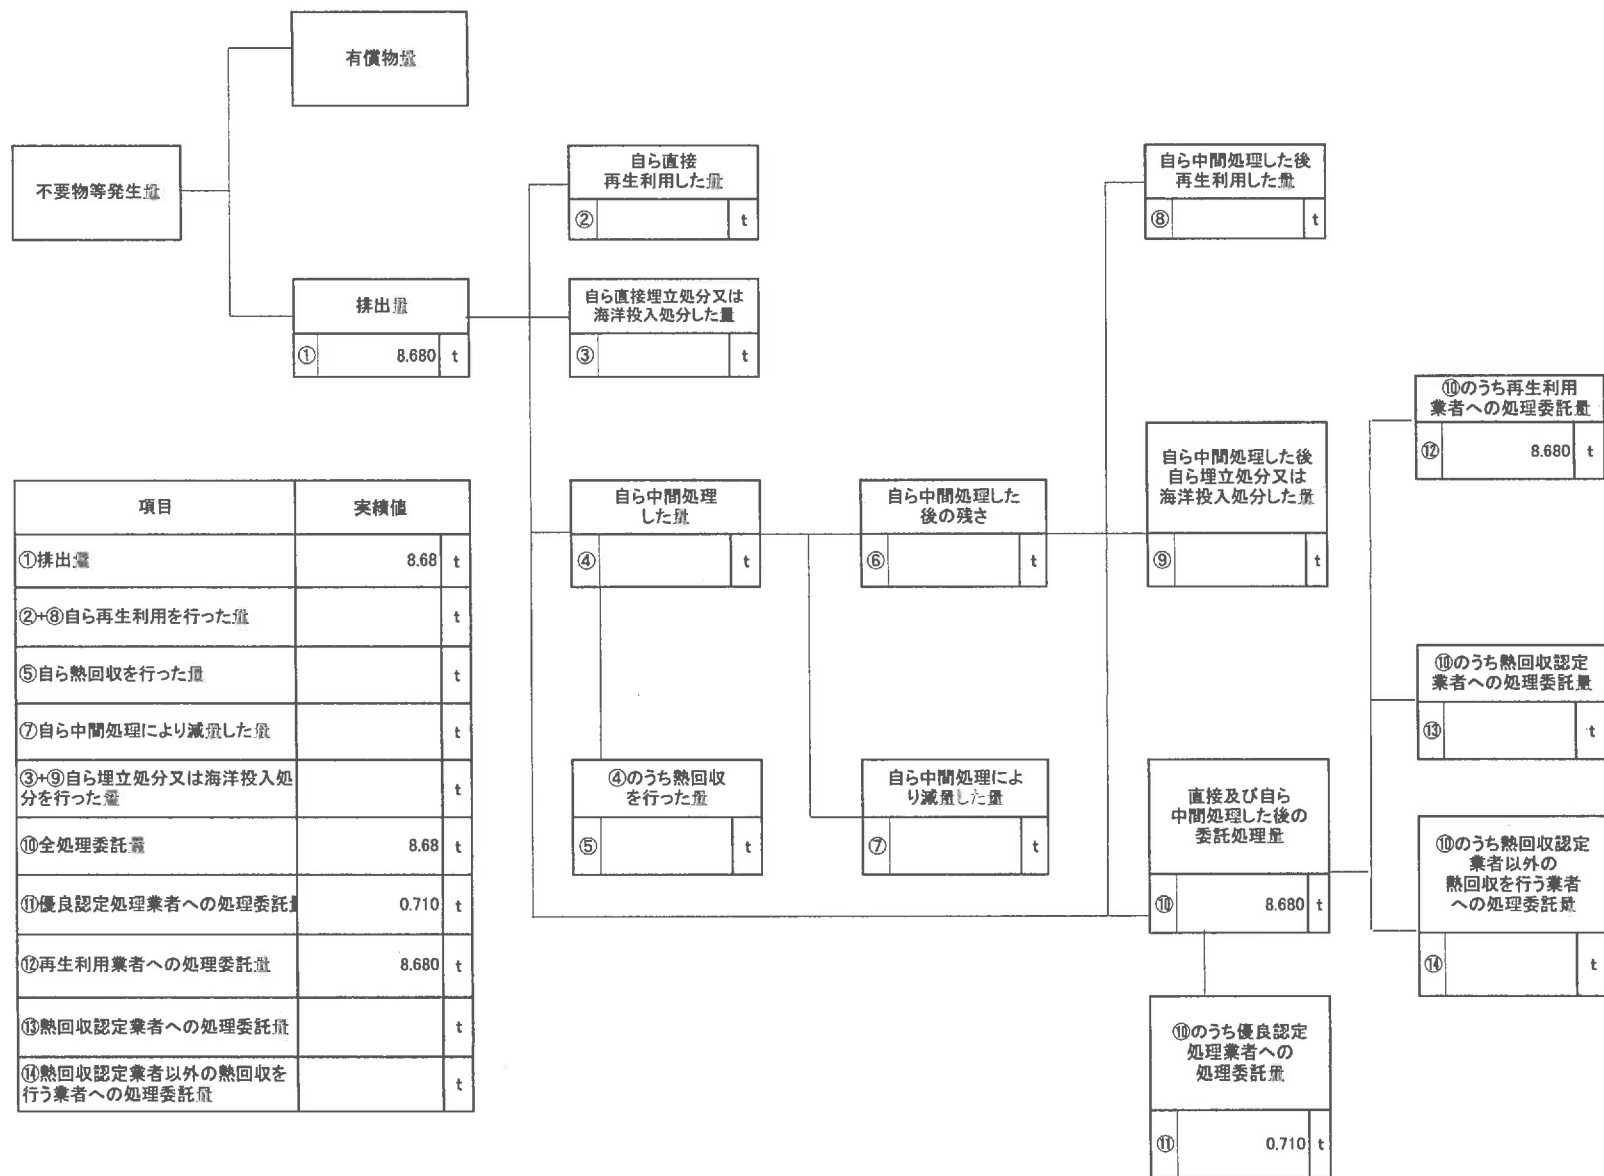 有償物量
不要物等発生量
自ら直接
再生利用した量
② t
自ら中間処理した後
再生利用した量
⑧ t
排出量
① 8.680 t
自ら直接埋立処分又は
海洋投入処分した量
③ t
⑩のうち再生利用
業者への処理委託量
⑫ 8.680 t
自ら中間処理
した量
④ t
自ら中間処理した
後の残さ
⑥ t
自ら中間処理した後
自ら埋立処分又は
海洋投入処分した量
⑨ t
⑩のうち熱回収認定
業者への処理委託量
⑬ t
④のうち熱回収
を行った量
⑤ t
自ら中間処理によ
り減量した量
⑦ t
直接及び自ら
中間処理した後の
委託処理量
⑩ 8.680 t
⑩のうち熱回収認定
業者以外の
熱回収を行う業者
への処理委託量
⑭ t
⑩のうち優良認定
処理業者への
処理委託量
⑪ 0.710 t
項目 実績値
①排出量 8.68 t
②+⑧自ら再生利用を行った量 t
⑤自ら熱回収を行った量 t
⑦自ら中間処理により減量した量 t
③+⑨自ら埋立処分又は海洋投入処
分を行った量 t
⑩全処理委託量 8.68 t
⑪優良認定処理業者への処理委託量 0.710 t
⑫再生利用業者への処理委託量 8.680 t
⑬熱回収認定業者への処理委託量 t
⑭熱回収認定業者以外の熱回収を
行う業者への処理委託量 t